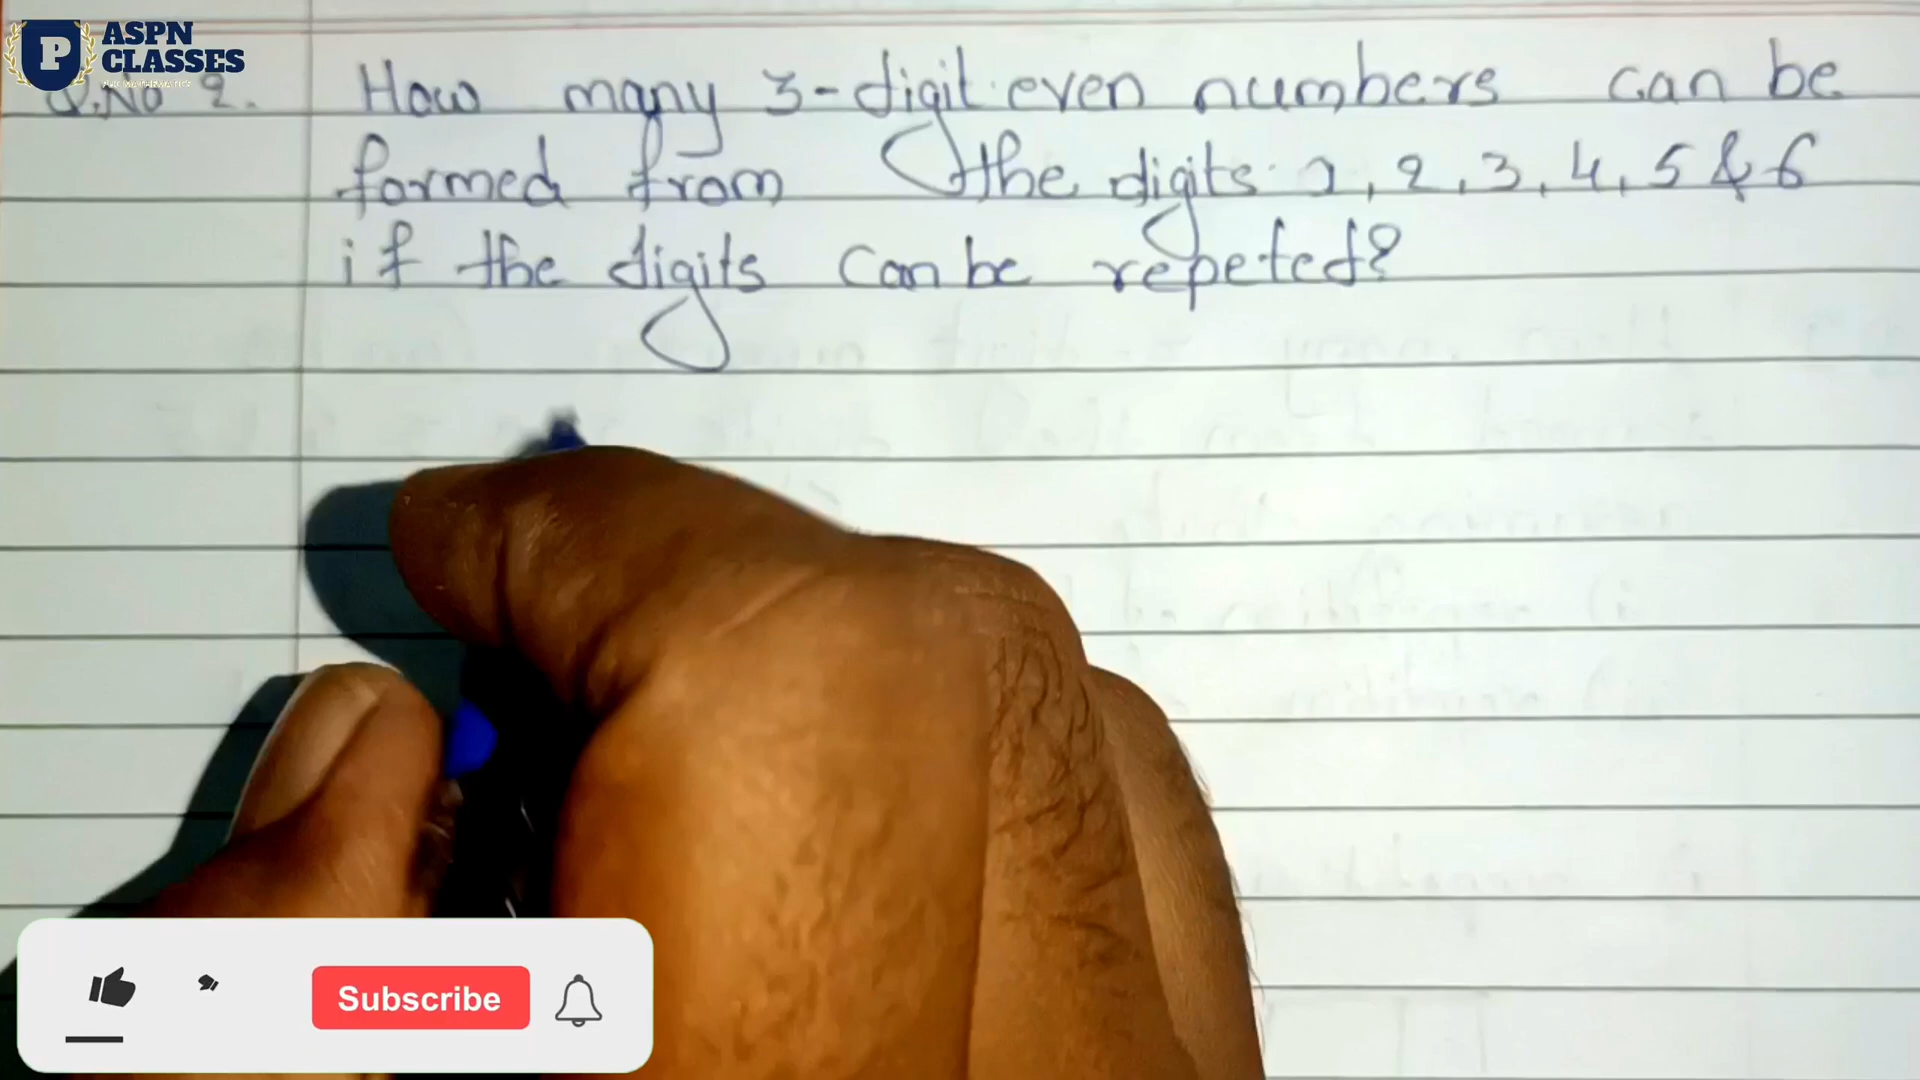 ASPN
CLASSES
Q.No 2. How many 3-digit even numbers can be
formed from the digits 1, 2, 3, 4, 5 & 6
if the digits can be repeted?
Subscribe